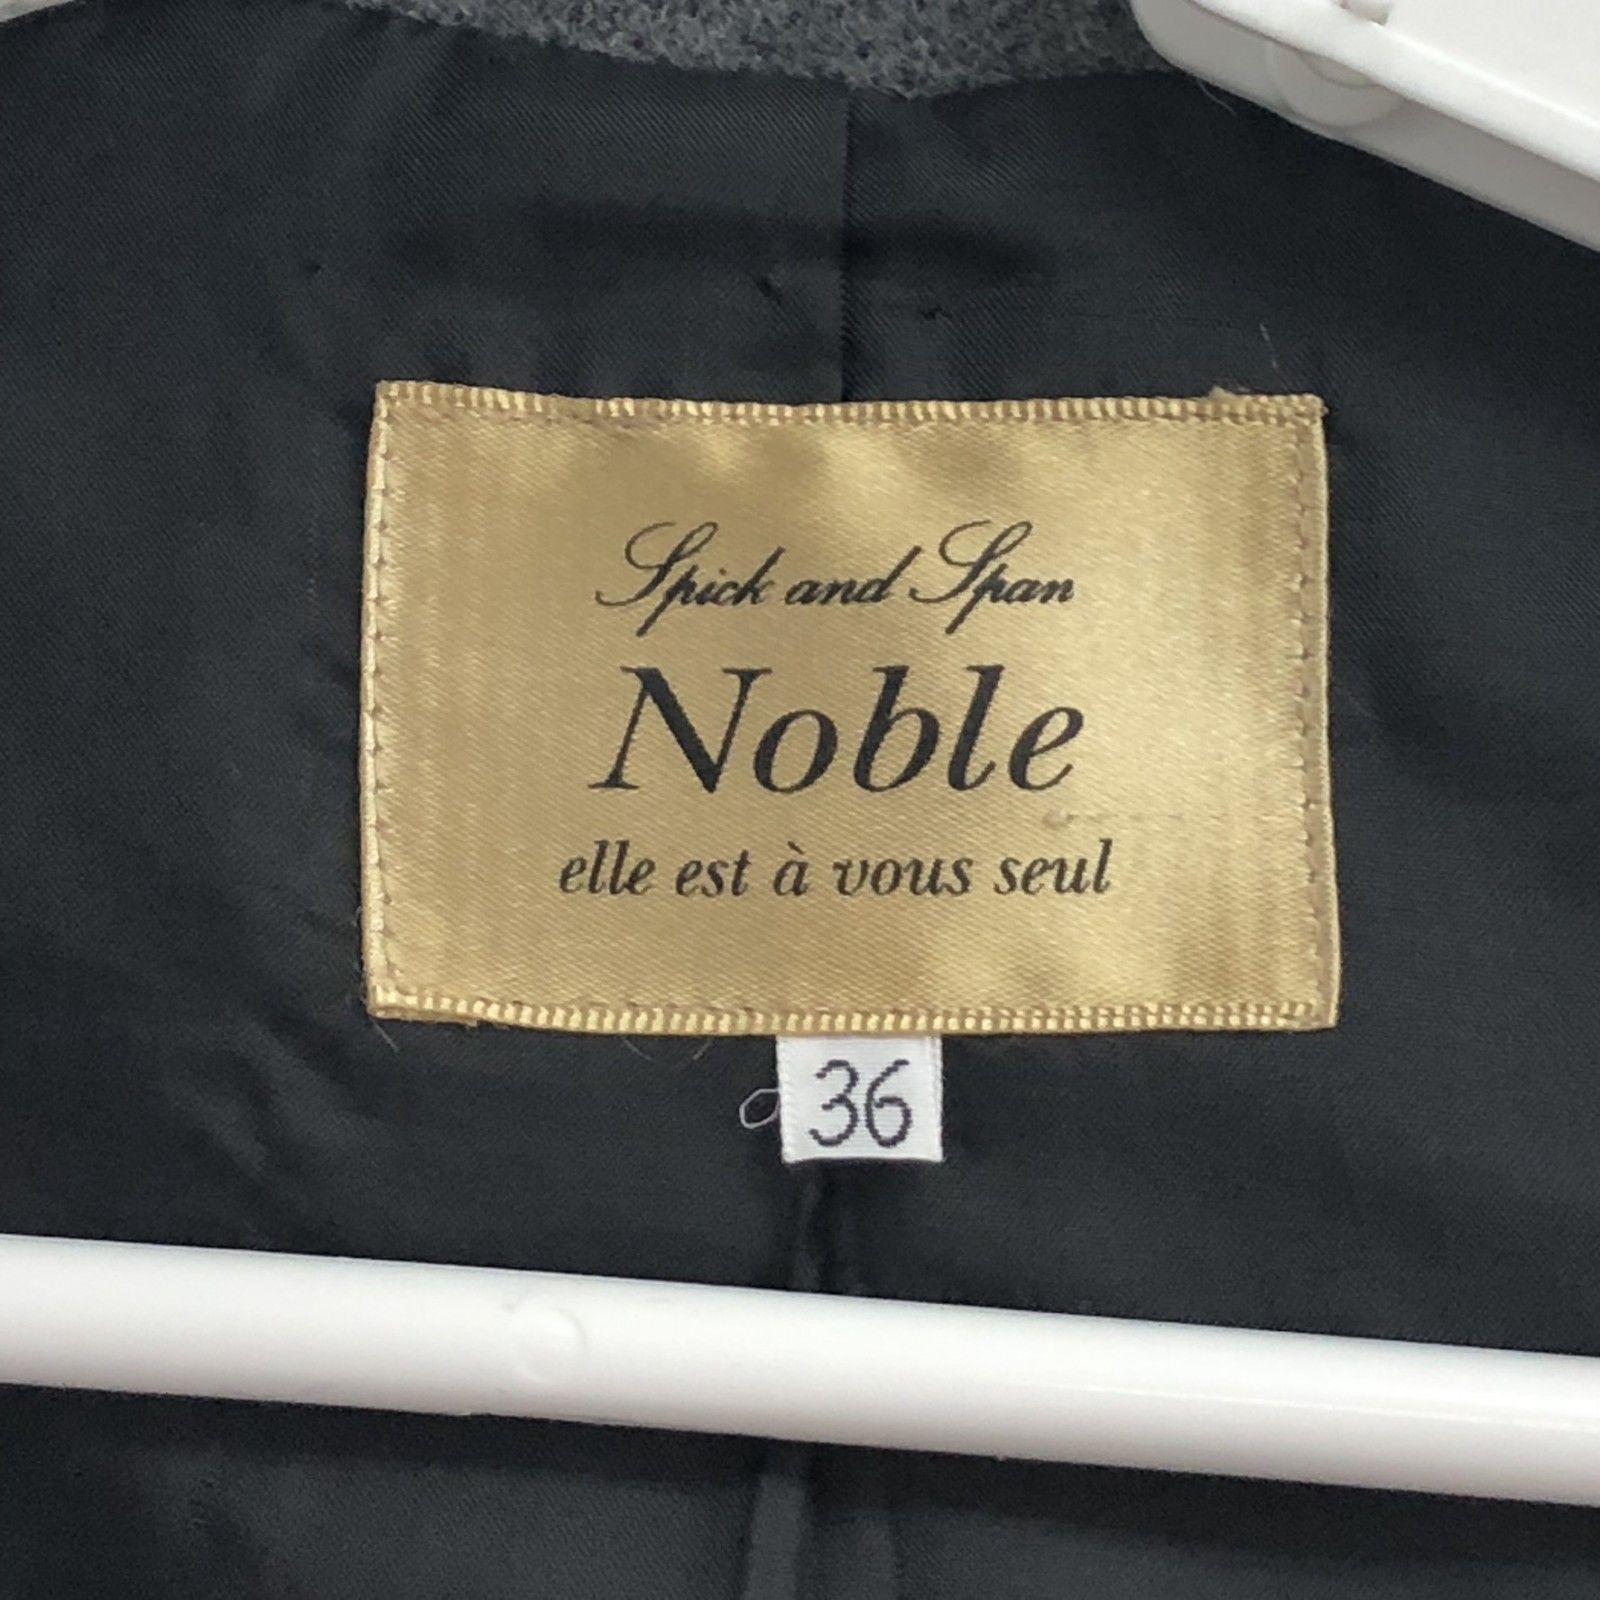 Spick and Span
Noble
elle est à vous seul
36